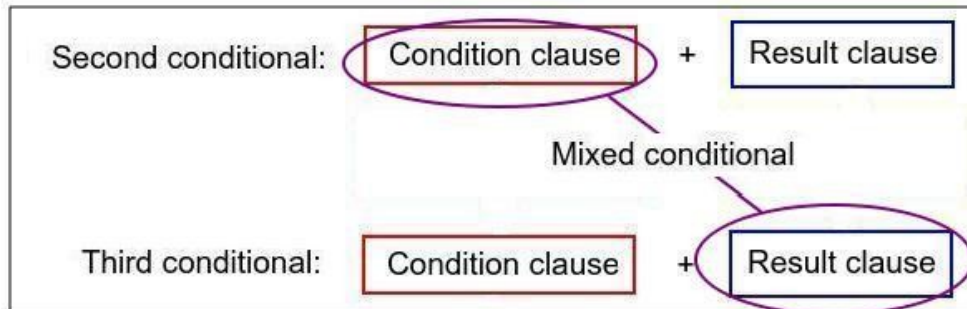 Second conditional: Condition clause + Result clause
Mixed conditional
Third conditional: Condition clause + Result clause